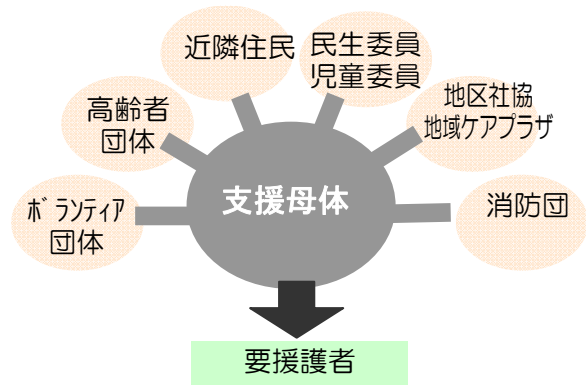 近隣住民
民生委員
児童委員
高齢者
団体
地区社協
地域ケアプラザ
ﾎﾞﾗﾝﾃｨｱ
団体
支援母体
消防団
要援護者